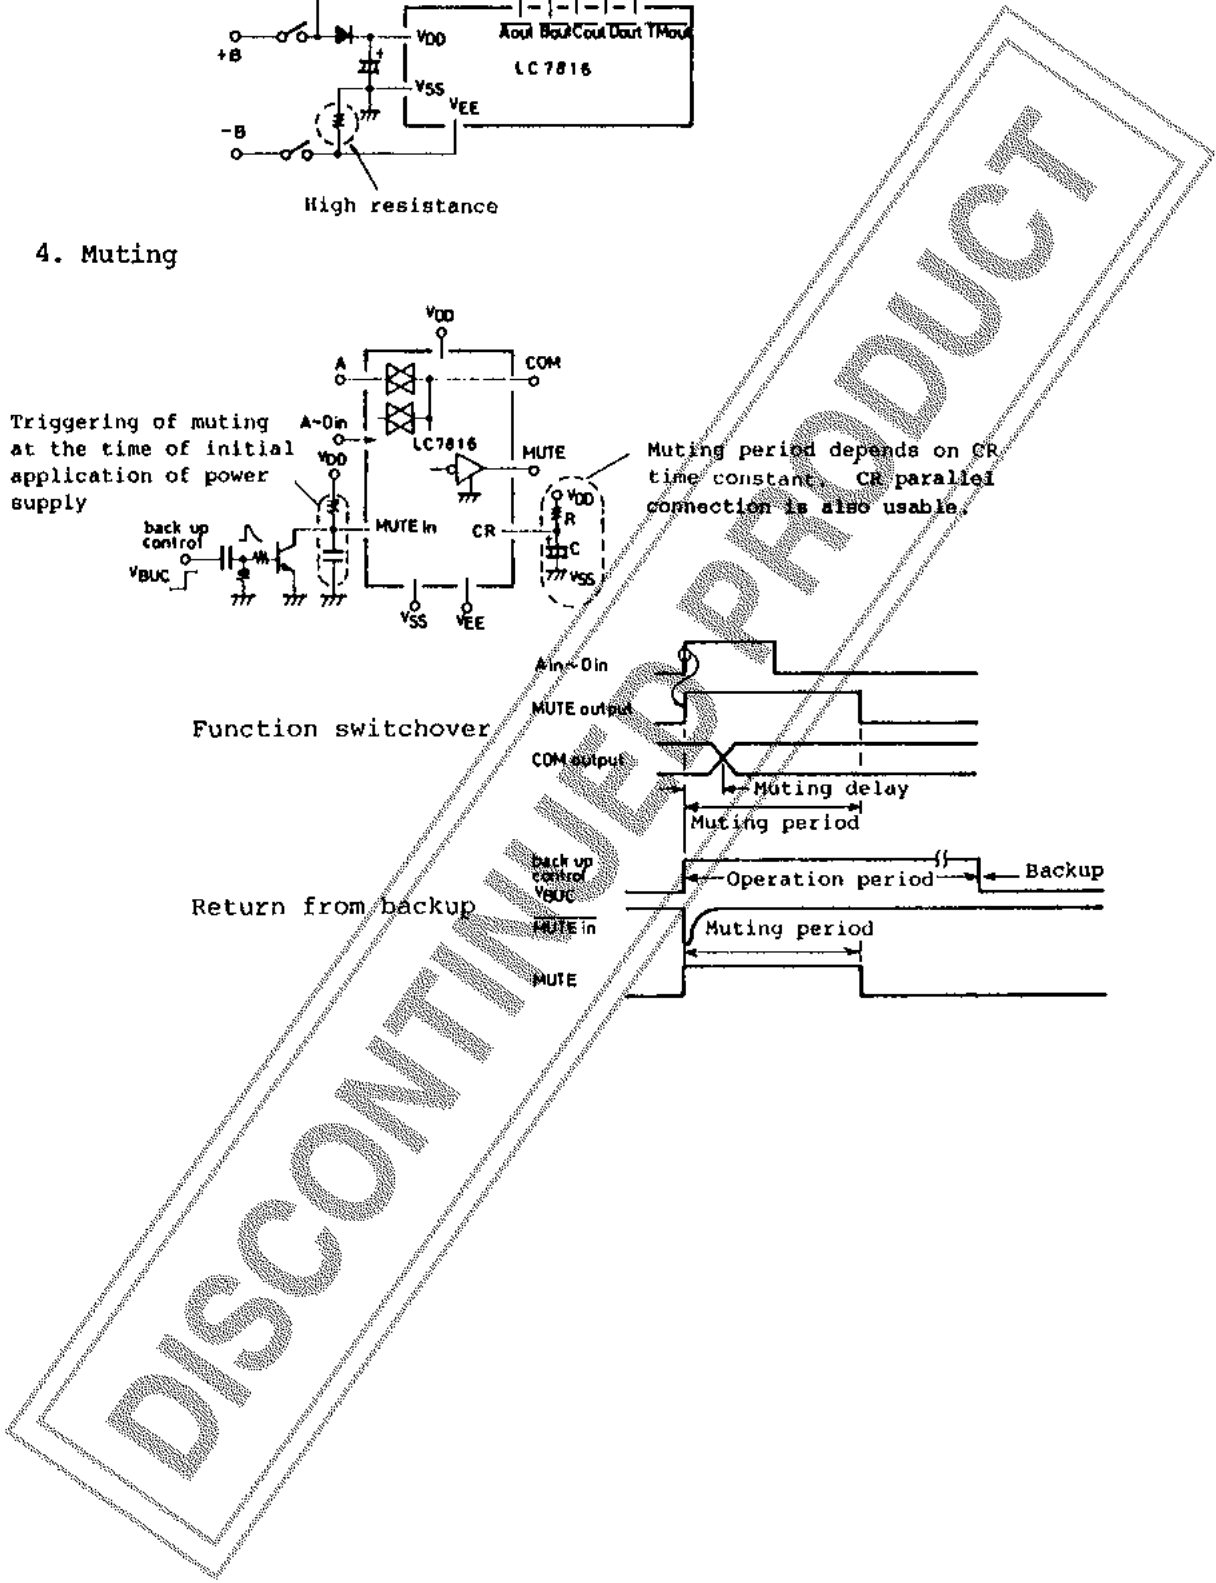 +B
VDD
Aout Bout Cout Dout TMout
LC7816
VSS
VEE
-B
High resistance
4. Muting
VDD
A
COM
Triggering of muting
at the time of initial
application of power
supply
A~Din
LC7816
VDD
MUTE
Muting period depends on CR
time constant. CR parallel
connection is also usable.
VDD
R
back up
control
MUTE in
CR
C
VBUC
VSS
VSS
VEE
Ain~Din
MUTE output
Function switchover
COM output
Muting delay
Muting period
back up
control
VBUC
Operation period
Backup
Return from backup
MUTE in
Muting period
MUTE
DISCONTINUED PRODUCT